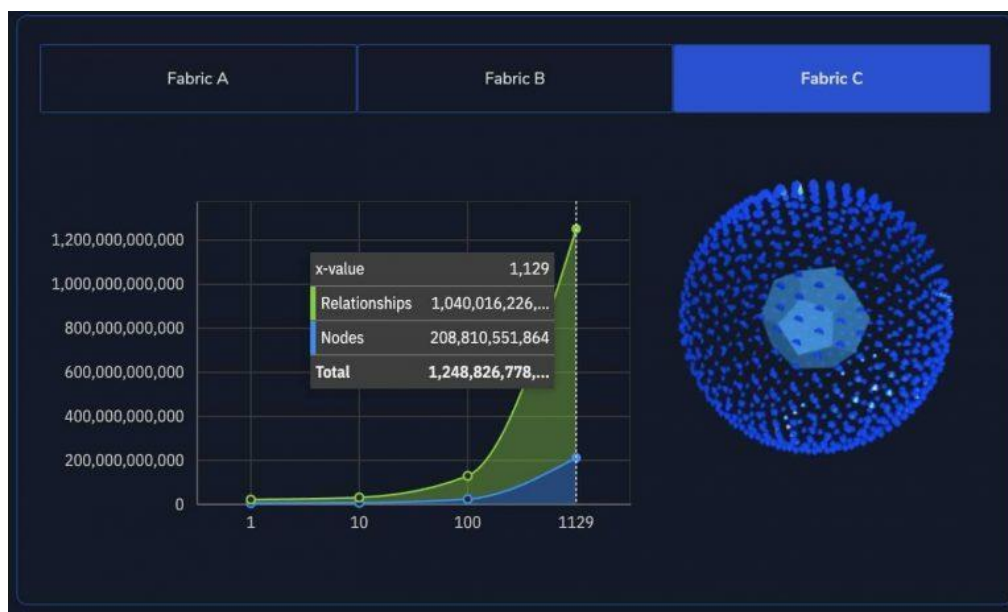 Fabric A
Fabric B
Fabric C
1,200,000,000,000
1,000,000,000,000
800,000,000,000
600,000,000,000
400,000,000,000
200,000,000,000
0
x-value 1,129
Relationships 1,040,016,226,...
Nodes 208,810,551,864
Total 1,248,826,778,...
1 10 100 1129